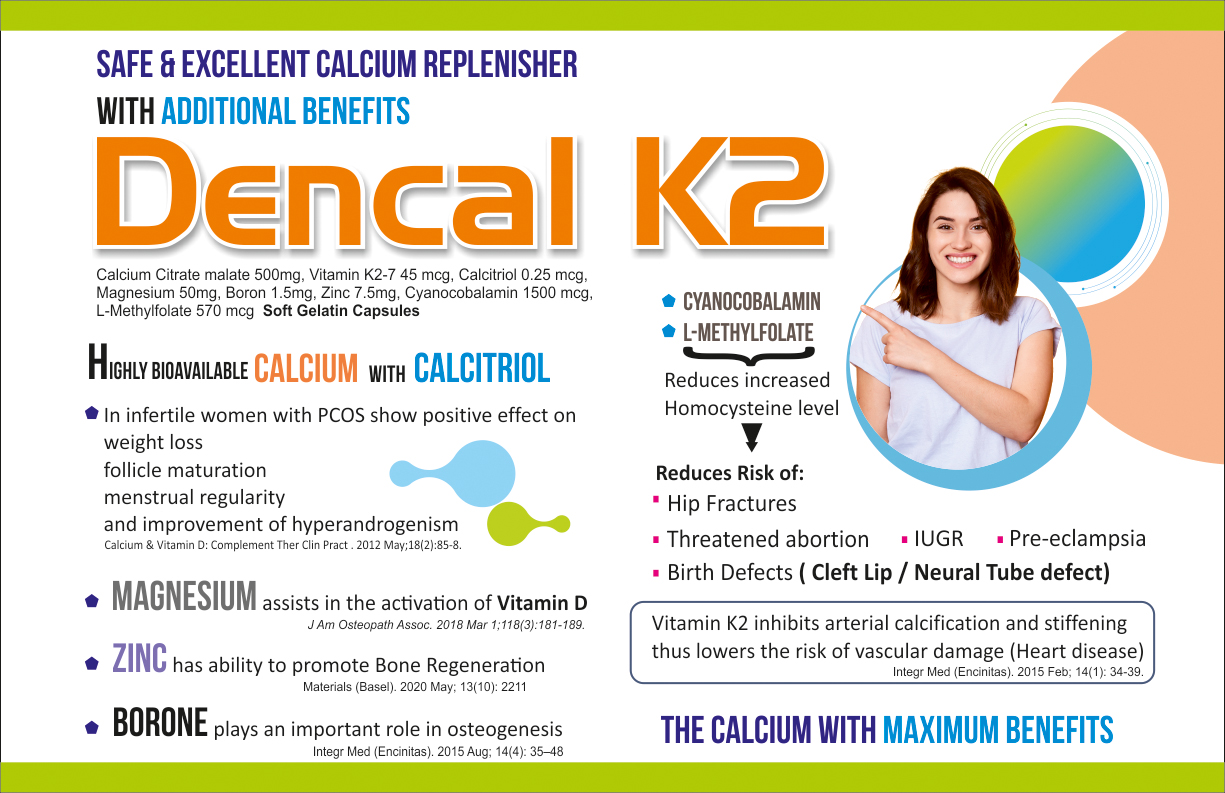 SAFE & EXCELLENT CALCIUM REPLENISHER
WITH ADDITIONAL BENEFITS
Dencal K2
Calcium Citrate malate 500mg, Vitamin K2-7 45 mcg, Calcitriol 0.25 mcg,
Magnesium 50mg, Boron 1.5mg, Zinc 7.5mg, Cyanocobalamin 1500 mcg,
L-Methylfolate 570 mcg Soft Gelatin Capsules
HIGHLY BIOAVAILABLE CALCIUM WITH CALCITRIOL
In infertile women with PCOS show positive effect on
weight loss
follicle maturation
menstrual regularity
and improvement of hyperandrogenism
Calcium & Vitamin D: Complement Ther Clin Pract . 2012 May;18(2):85-8.
MAGNESIUM assists in the activation of Vitamin D
J Am Osteopath Assoc. 2018 Mar 1;118(3):181-189.
ZINC has ability to promote Bone Regeneration
Materials (Basel). 2020 May; 13(10): 2211
BORONE plays an important role in osteogenesis
Integr Med (Encinitas). 2015 Aug; 14(4): 35–48
CYANOCOBALAMIN
L-METHYLFOLATE
Reduces increased
Homocysteine level
Reduces Risk of:
Hip Fractures
Threatened abortion IUGR Pre-eclampsia
Birth Defects ( Cleft Lip / Neural Tube defect)
Vitamin K2 inhibits arterial calcification and stiffening
thus lowers the risk of vascular damage (Heart disease)
Integr Med (Encinitas). 2015 Feb; 14(1): 34-39.
THE CALCIUM WITH MAXIMUM BENEFITS